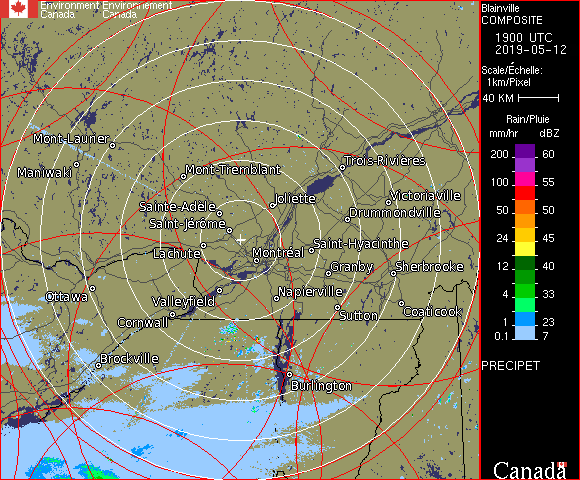 Environment Environnement
Canada Canada
Blainville
COMPOSITE
1900 UTC
2019-05-12
Scale/Échelle:
1km/Pixel
40 KM
Rain/Pluie
mm/hr dBZ
200 60
100 55
50 50
24 45
12 40
4 33
1 23
0.1 7
PRECIPET
Canada
Mont-Laurier
Maniwaki
Mont-Tremblant
Trois-Rivières
Joliette
Victoriaville
Sainte-Adèle
Drummondville
Saint-Jérôme
Saint-Hyacinthe
Lachute
Montréal
Granby
Sherbrooke
Ottawa
Napierville
Valleyfield
Coaticook
Sutton
Cornwall
Brockville
Burlington